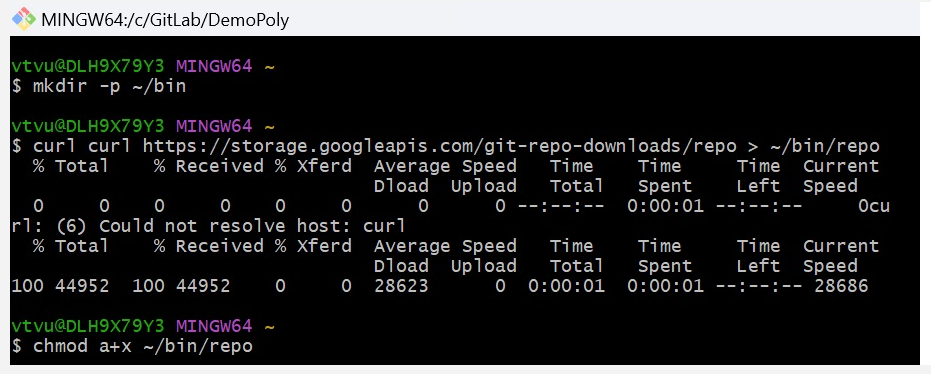 MINGW64:/c/GitLab/DemoPoly
vtvu@DLH9X79Y3 MINGW64 ~
$ mkdir -p ~/bin
vtvu@DLH9X79Y3 MINGW64 ~
$ curl curl https://storage.googleapis.com/git-repo-downloads/repo > ~/bin/repo
% Total % Received % Xferd Average Speed Time Time Time Current
Dload Upload Total Spent Left Speed
0 0 0 0 0 0 0 0 --:--:-- 0:00:01 --:--:-- 0cu
rl: (6) Could not resolve host: curl
% Total % Received % Xferd Average Speed Time Time Time Current
Dload Upload Total Spent Left Speed
100 44952 100 44952 0 0 28623 0 0:00:01 0:00:01 --:--:-- 28686
vtvu@DLH9X79Y3 MINGW64 ~
$ chmod a+x ~/bin/repo